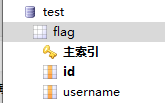 test
flag
主索引
id
username